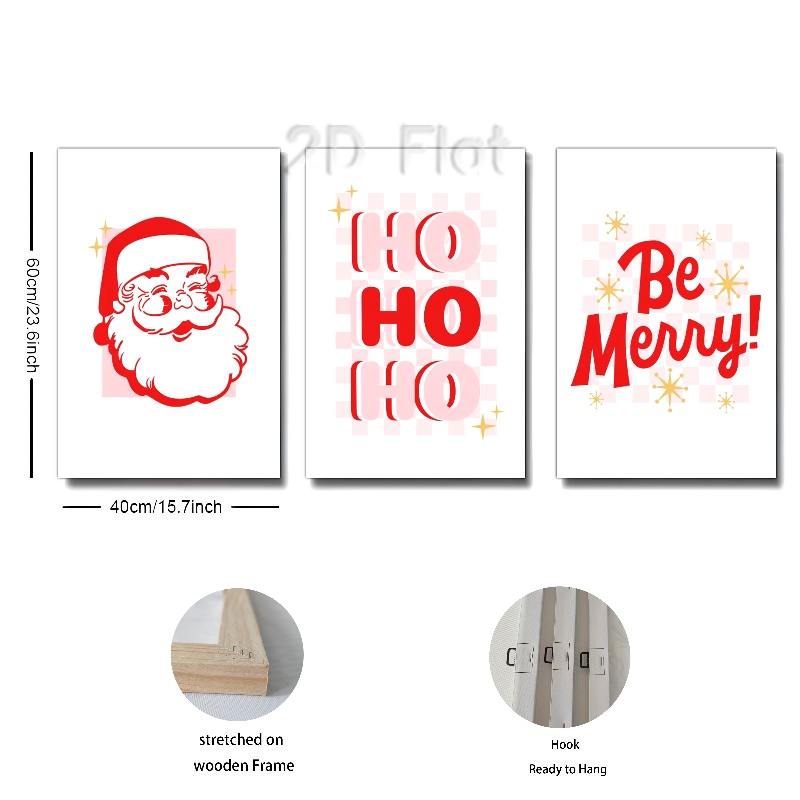 2D Flat
60cm/23.6inch
HO
HO
HO
Be
Merry!
40cm/15.7inch
stretched on
wooden Frame
Hook
Ready to Hang